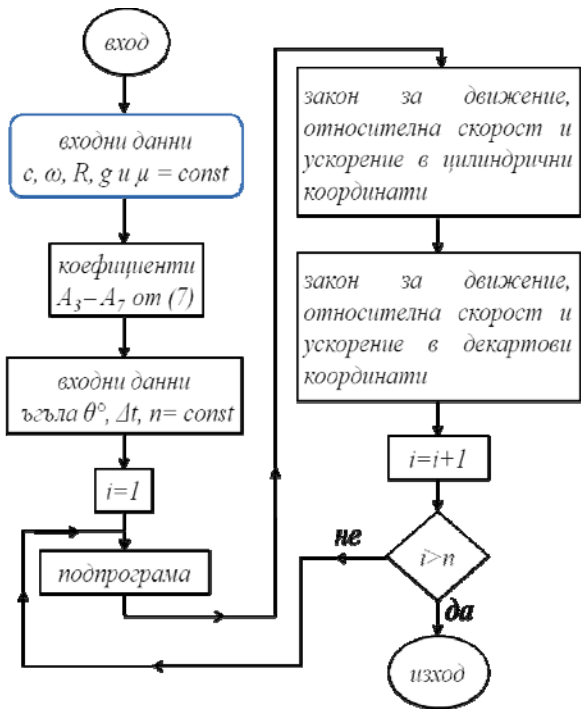 вход
входни данни
c, ω, R, g и μ = const
коефициенти
A₃–A₇ от (7)
входни данни
ъгъла θ°, Δt, n= const
i=1
подпрограма
закон за движение,
относителна скорост и
ускорение в цилиндрични
координати
закон за движение,
относителна скорост и
ускорение в декартови
координати
i=i+1
i>n
не
да
изход